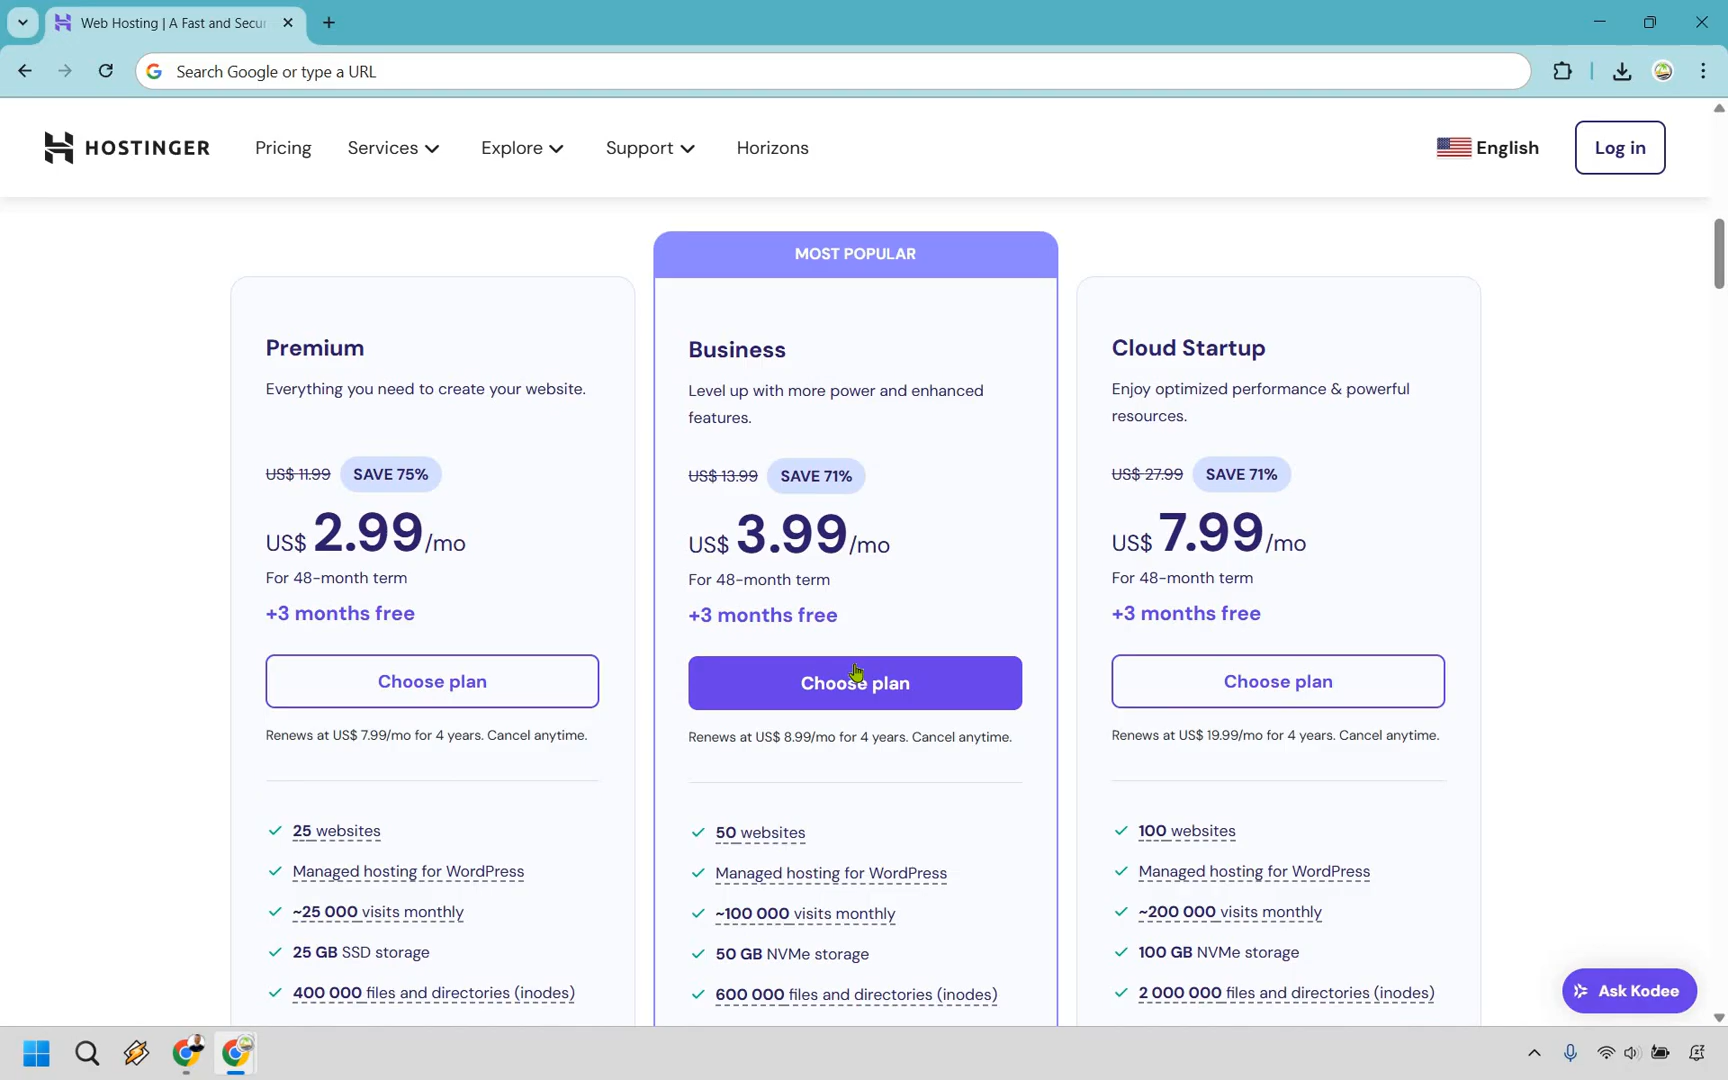 Web Hosting | A Fast and Secu
Search Google or type a URL
HOSTINGER
Pricing
Services
Explore
Support
Horizons
English
Log in
MOST POPULAR
Premium
Everything you need to create your website.
US$ 11.99
SAVE 75%
US$ 2.99/mo
For 48-month term
+3 months free
Choose plan
Renews at US$ 7.99/mo for 4 years. Cancel anytime.
25 websites
Managed hosting for WordPress
~25 000 visits monthly
25 GB SSD storage
400 000 files and directories (inodes)
Business
Level up with more power and enhanced
features.
US$ 13.99
SAVE 71%
US$ 3.99/mo
For 48-month term
+3 months free
Choose plan
Renews at US$ 8.99/mo for 4 years. Cancel anytime.
50 websites
Managed hosting for WordPress
~100 000 visits monthly
50 GB NVMe storage
600 000 files and directories (inodes)
Cloud Startup
Enjoy optimized performance & powerful
resources.
US$ 27.99
SAVE 71%
US$ 7.99/mo
For 48-month term
+3 months free
Choose plan
Renews at US$ 19.99/mo for 4 years. Cancel anytime.
100 websites
Managed hosting for WordPress
~200 000 visits monthly
100 GB NVMe storage
2 000 000 files and directories (inodes)
Ask Kodee